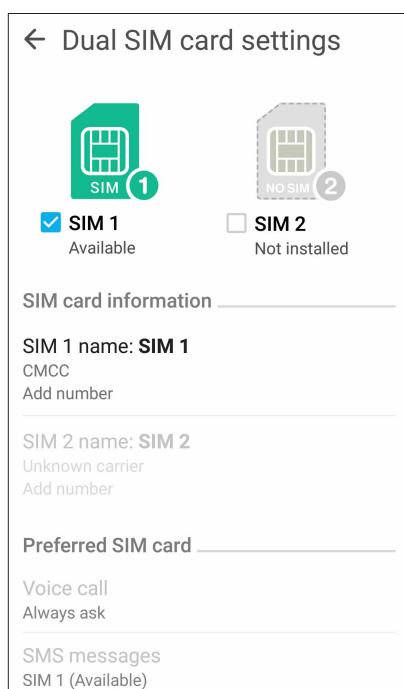 Dual SIM card settings
SIM 1
NO SIM 2
SIM 1
Available
SIM 2
Not installed
SIM card information
SIM 1 name: SIM 1
CMCC
Add number
SIM 2 name: SIM 2
Unknown carrier
Add number
Preferred SIM card
Voice call
Always ask
SMS messages
SIM 1 (Available)